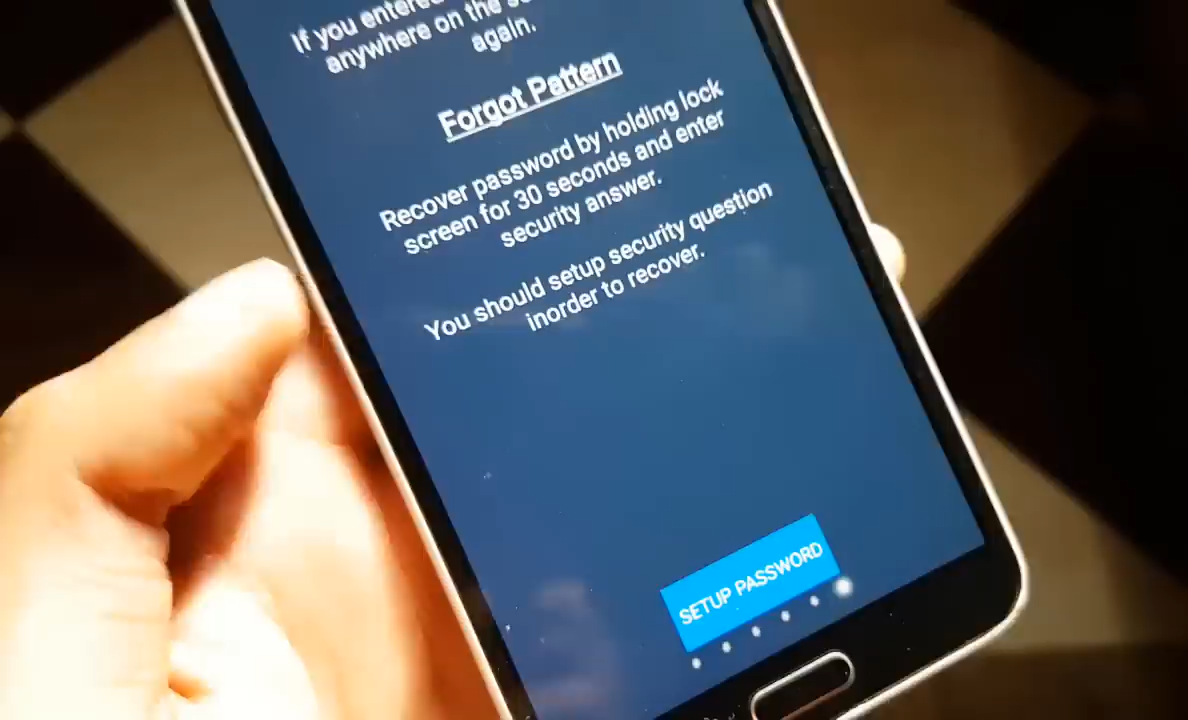 If you entered
anywhere on the
again.
Forgot Pattern
Recover password by holding lock
screen for 30 seconds and enter
security answer.
You should setup security question
inorder to recover.
SETUP PASSWORD